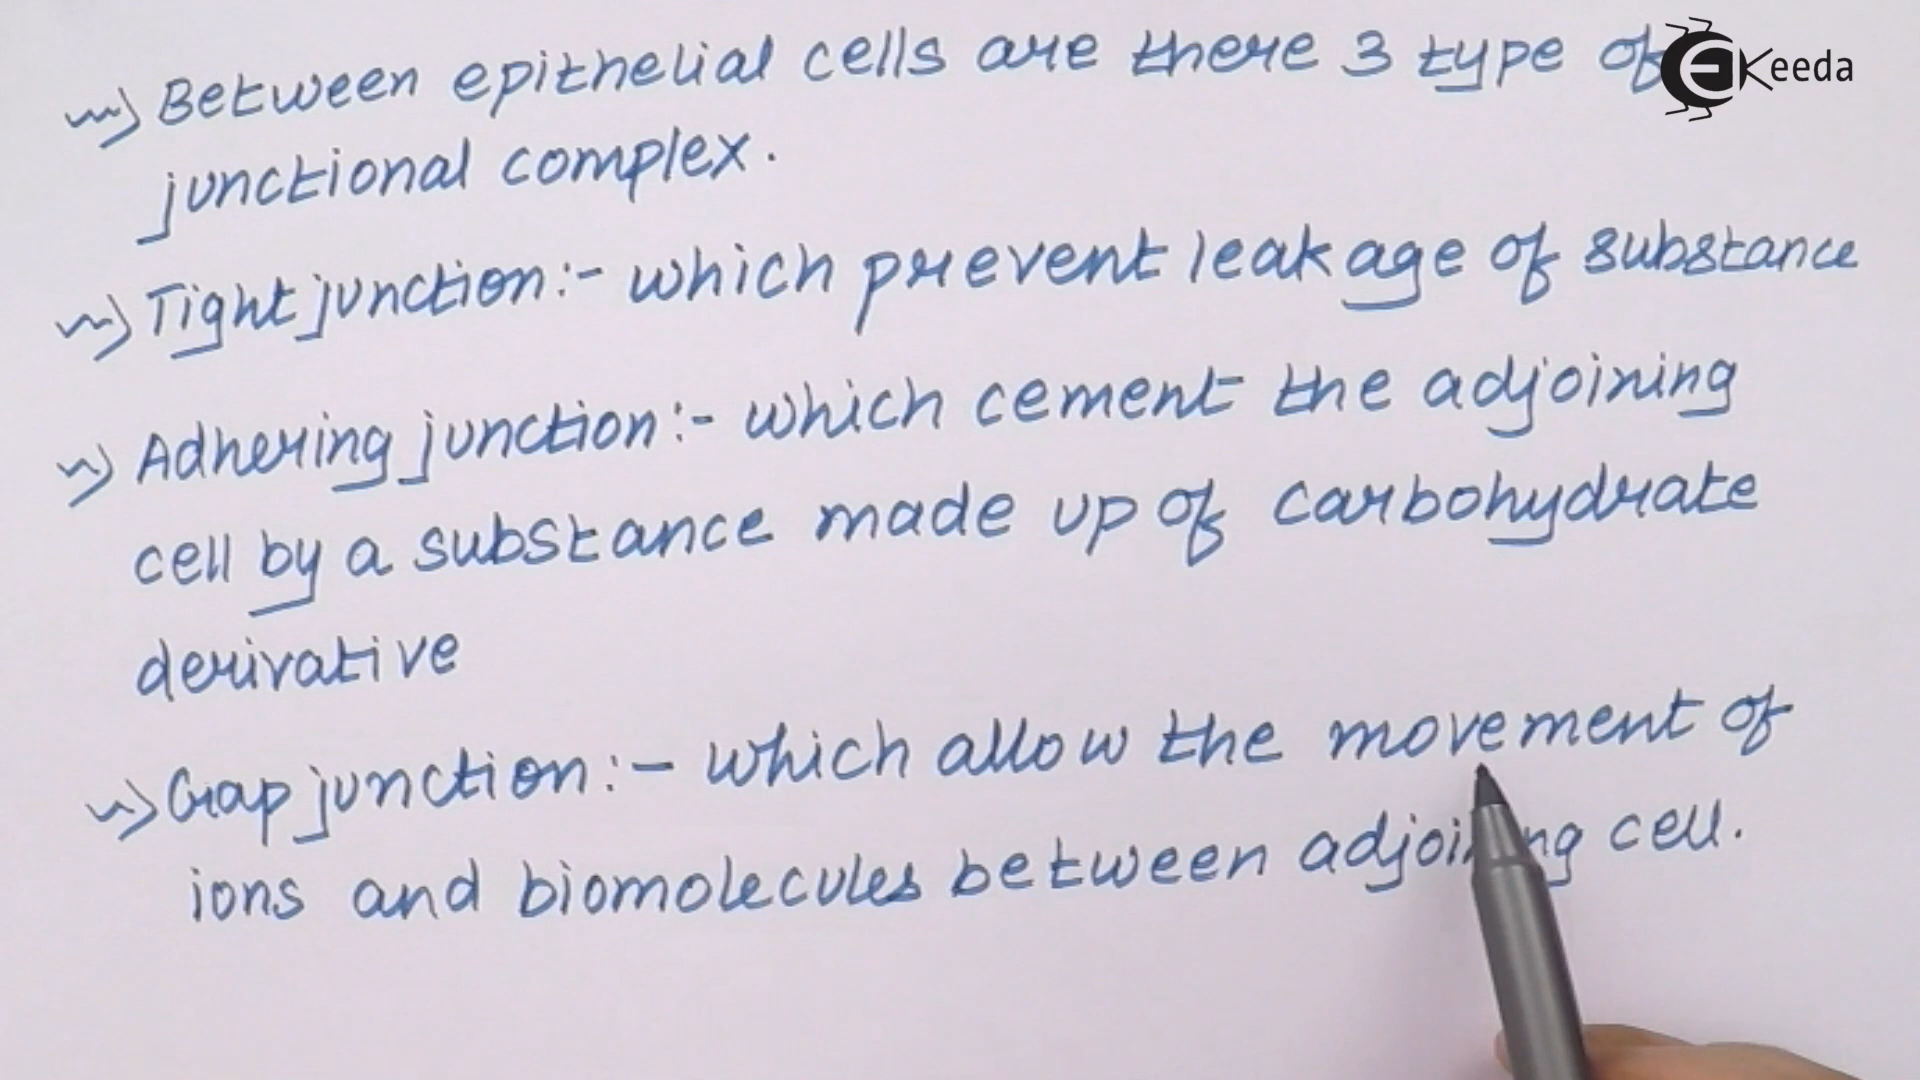 Between epithelial cells are there 3 type of
junctional complex.
Tight junction:- which prevent leakage of substance
Adhering junction:- which cement the adjoining
cell by a substance made up of carbohydrate
derivative
Gap junction:- which allow the movement of
ions and biomolecules between adjoining cell.
EKeeda